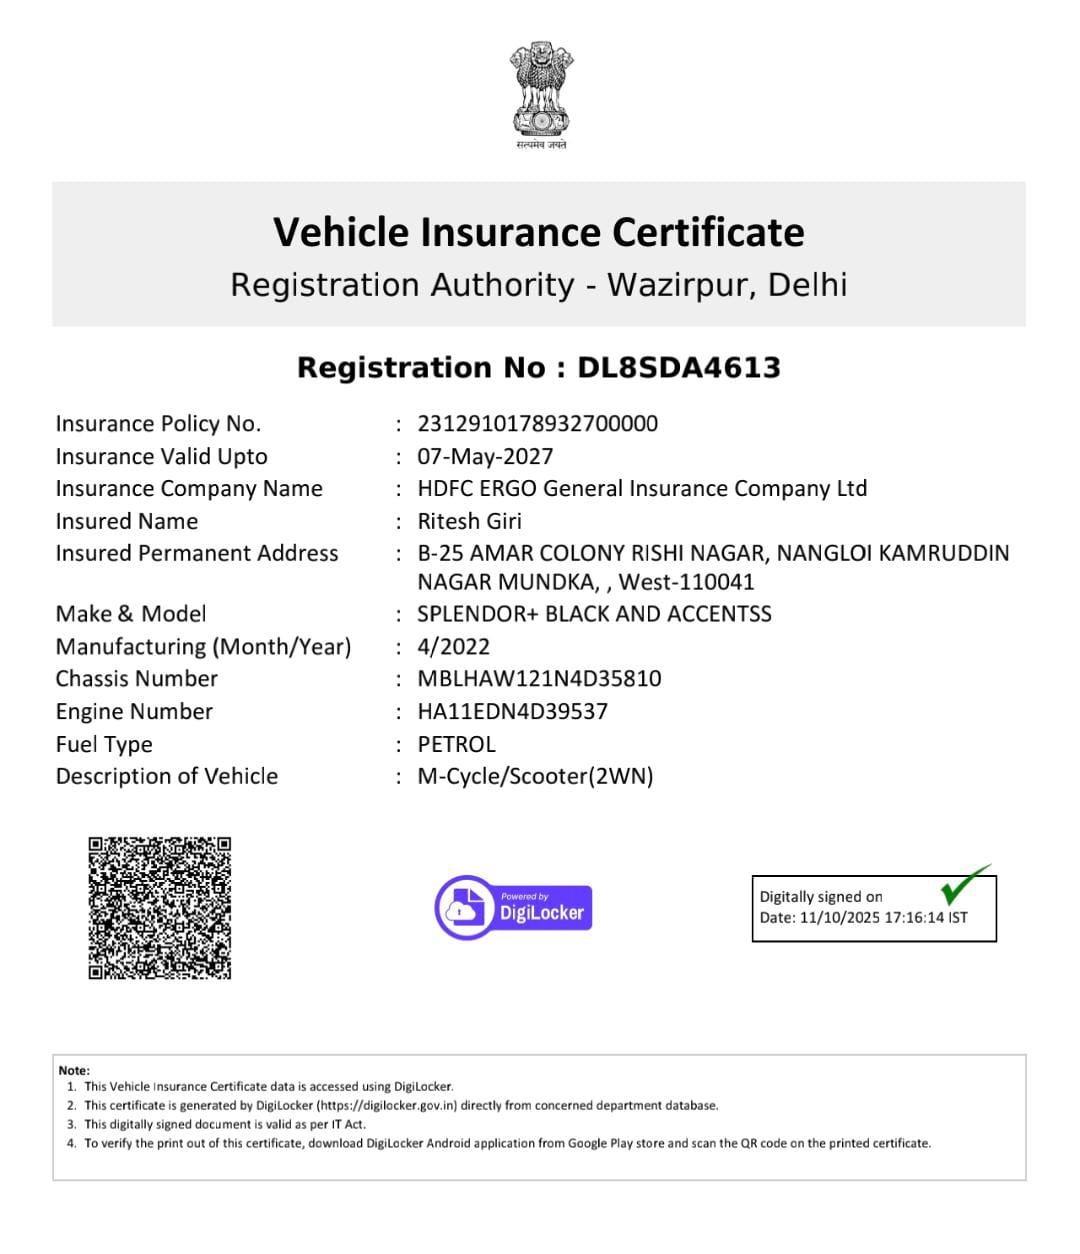 सत्यमेव जयते
Vehicle Insurance Certificate
Registration Authority - Wazirpur, Delhi
Registration No : DL8SDA4613
Insurance Policy No. : 2312910178932700000
Insurance Valid Upto : 07-May-2027
Insurance Company Name : HDFC ERGO General Insurance Company Ltd
Insured Name : Ritesh Giri
Insured Permanent Address : B-25 AMAR COLONY RISHI NAGAR, NANGLOI KAMRUDDIN
NAGAR MUNDKA, , West-110041
Make & Model : SPLENDOR+ BLACK AND ACCENTSS
Manufacturing (Month/Year) : 4/2022
Chassis Number : MBLHAW121N4D35810
Engine Number : HA11EDN4D39537
Fuel Type : PETROL
Description of Vehicle : M-Cycle/Scooter(2WN)
Powered by
DigiLocker
Digitally signed on
Date: 11/10/2025 17:16:14 IST
Note:
1. This Vehicle Insurance Certificate data is accessed using DigiLocker.
2. This certificate is generated by DigiLocker (https://digilocker.gov.in) directly from concerned department database.
3. This digitally signed document is valid as per IT Act.
4. To verify the print out of this certificate, download DigiLocker Android application from Google Play store and scan the QR code on the printed certificate.